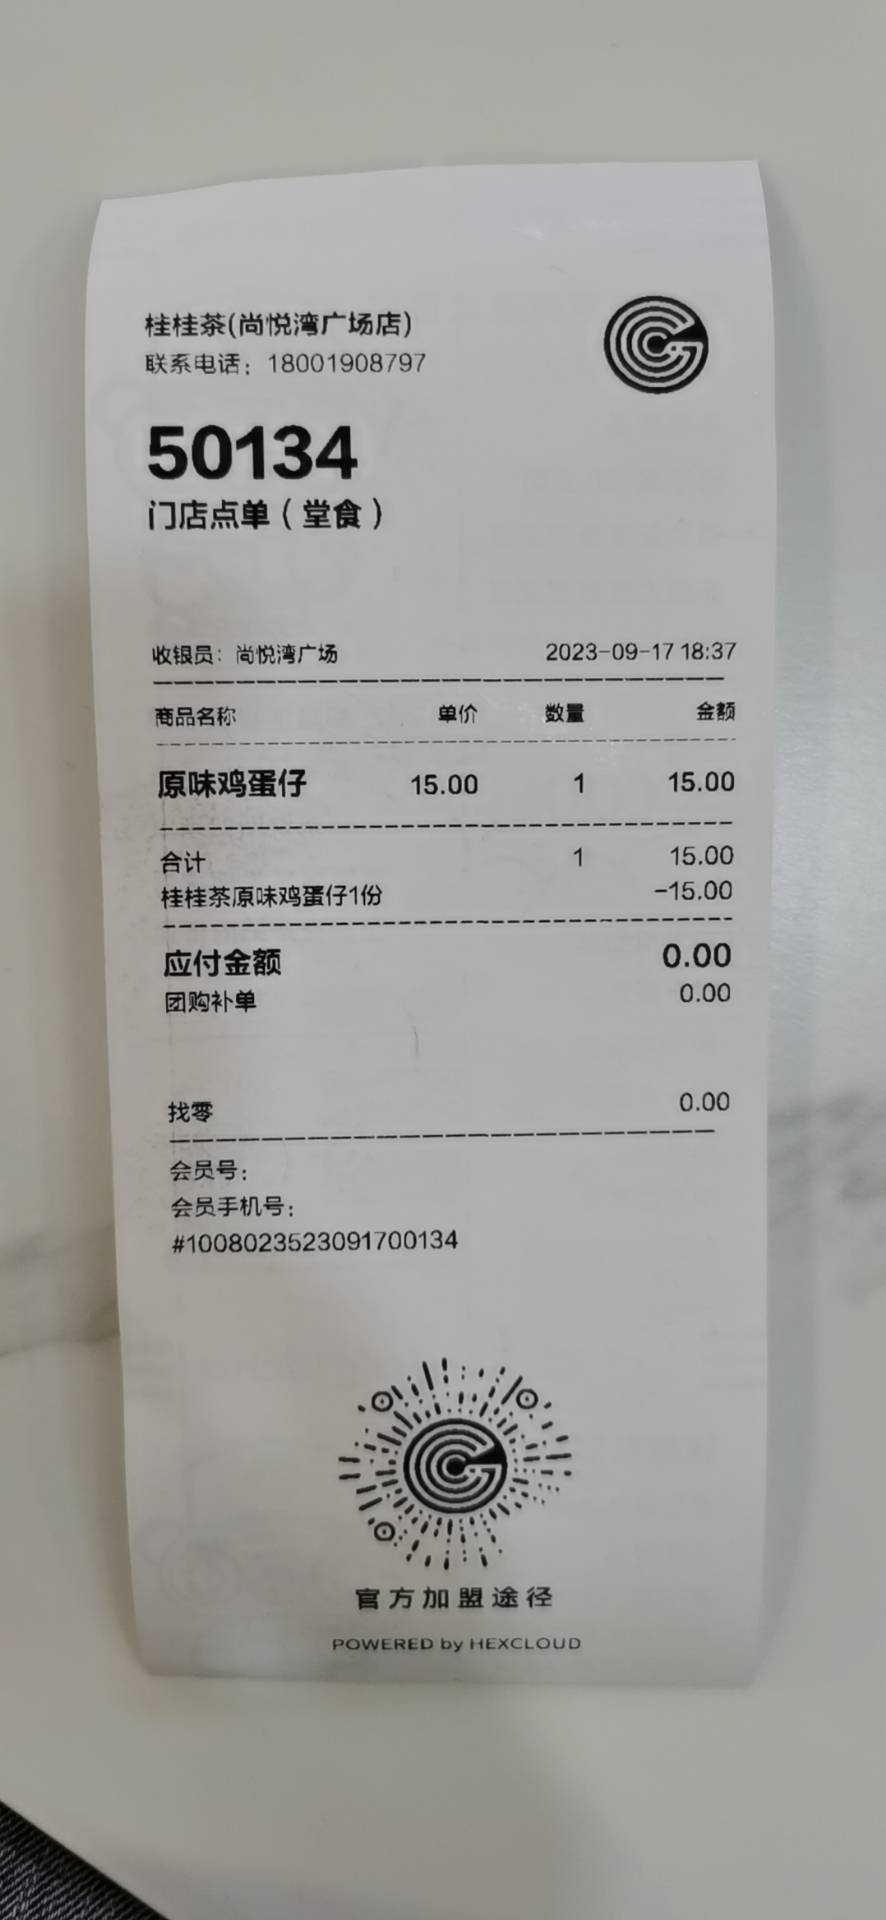 桂桂茶(尚悦湾广场店)
联系电话：18001908797
50134
门店点单（堂食）
收银员：尚悦湾广场 2023-09-17 18:37
商品名称 单价 数量 金额
原味鸡蛋仔 15.00 1 15.00
合计 1 15.00
桂桂茶原味鸡蛋仔1份 -15.00
应付金额 0.00
团购补单 0.00
找零 0.00
会员号：
会员手机号：
#1008023523091700134
官方加盟途径
POWERED by HEXCLOUD